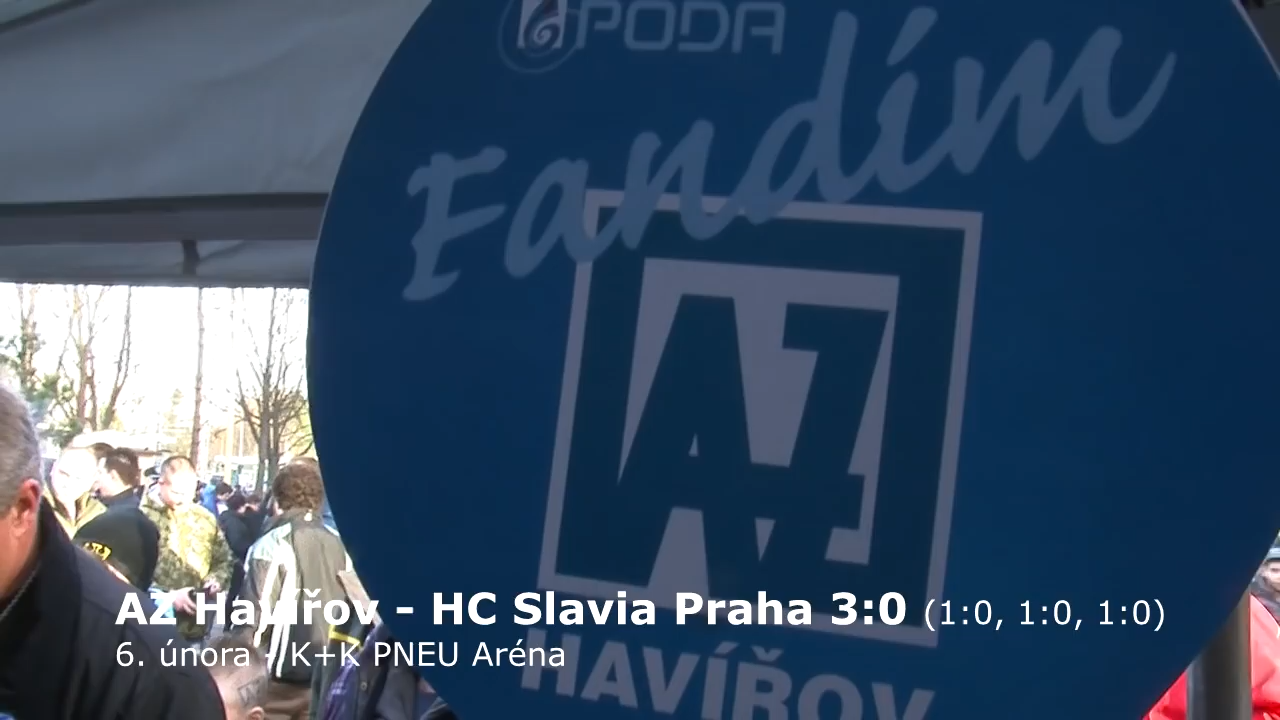 PODA
Fandím
AZ
HAVÍŘOV
AZ Havířov - HC Slavia Praha 3:0 (1:0, 1:0, 1:0)
6. února - K+K PNEU Aréna